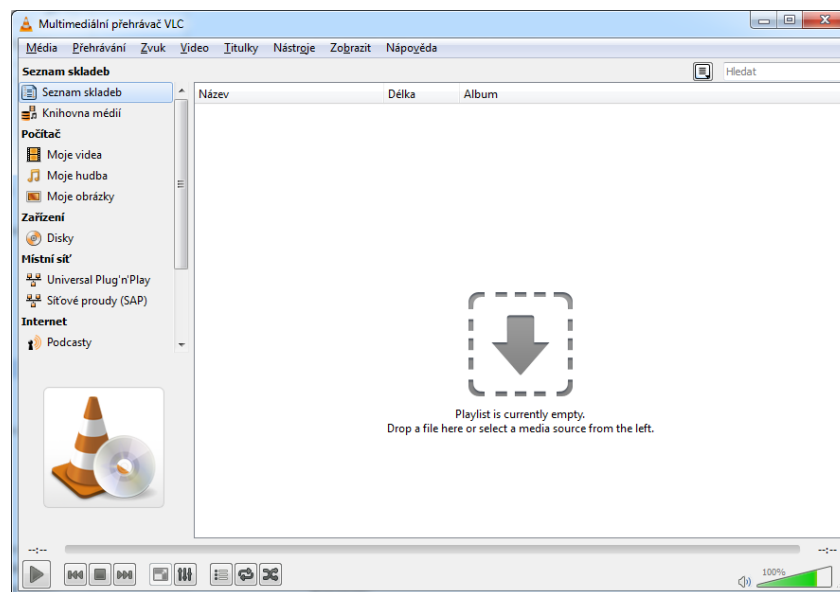 Multimediální přehrávač VLC
Média Přehrávání Zvuk Video Titulky Nástroje Zobrazit Nápověda
Seznam skladeb
Hledat
Seznam skladeb
Název Délka Album
Knihovna médií
Počítač
Moje videa
Moje hudba
Moje obrázky
Zařízení
Disky
Místní síť
Universal Plug'n'Play
Síťové proudy (SAP)
Internet
Podcasty
Playlist is currently empty.
Drop a file here or select a media source from the left.
--:-- --:--
100%